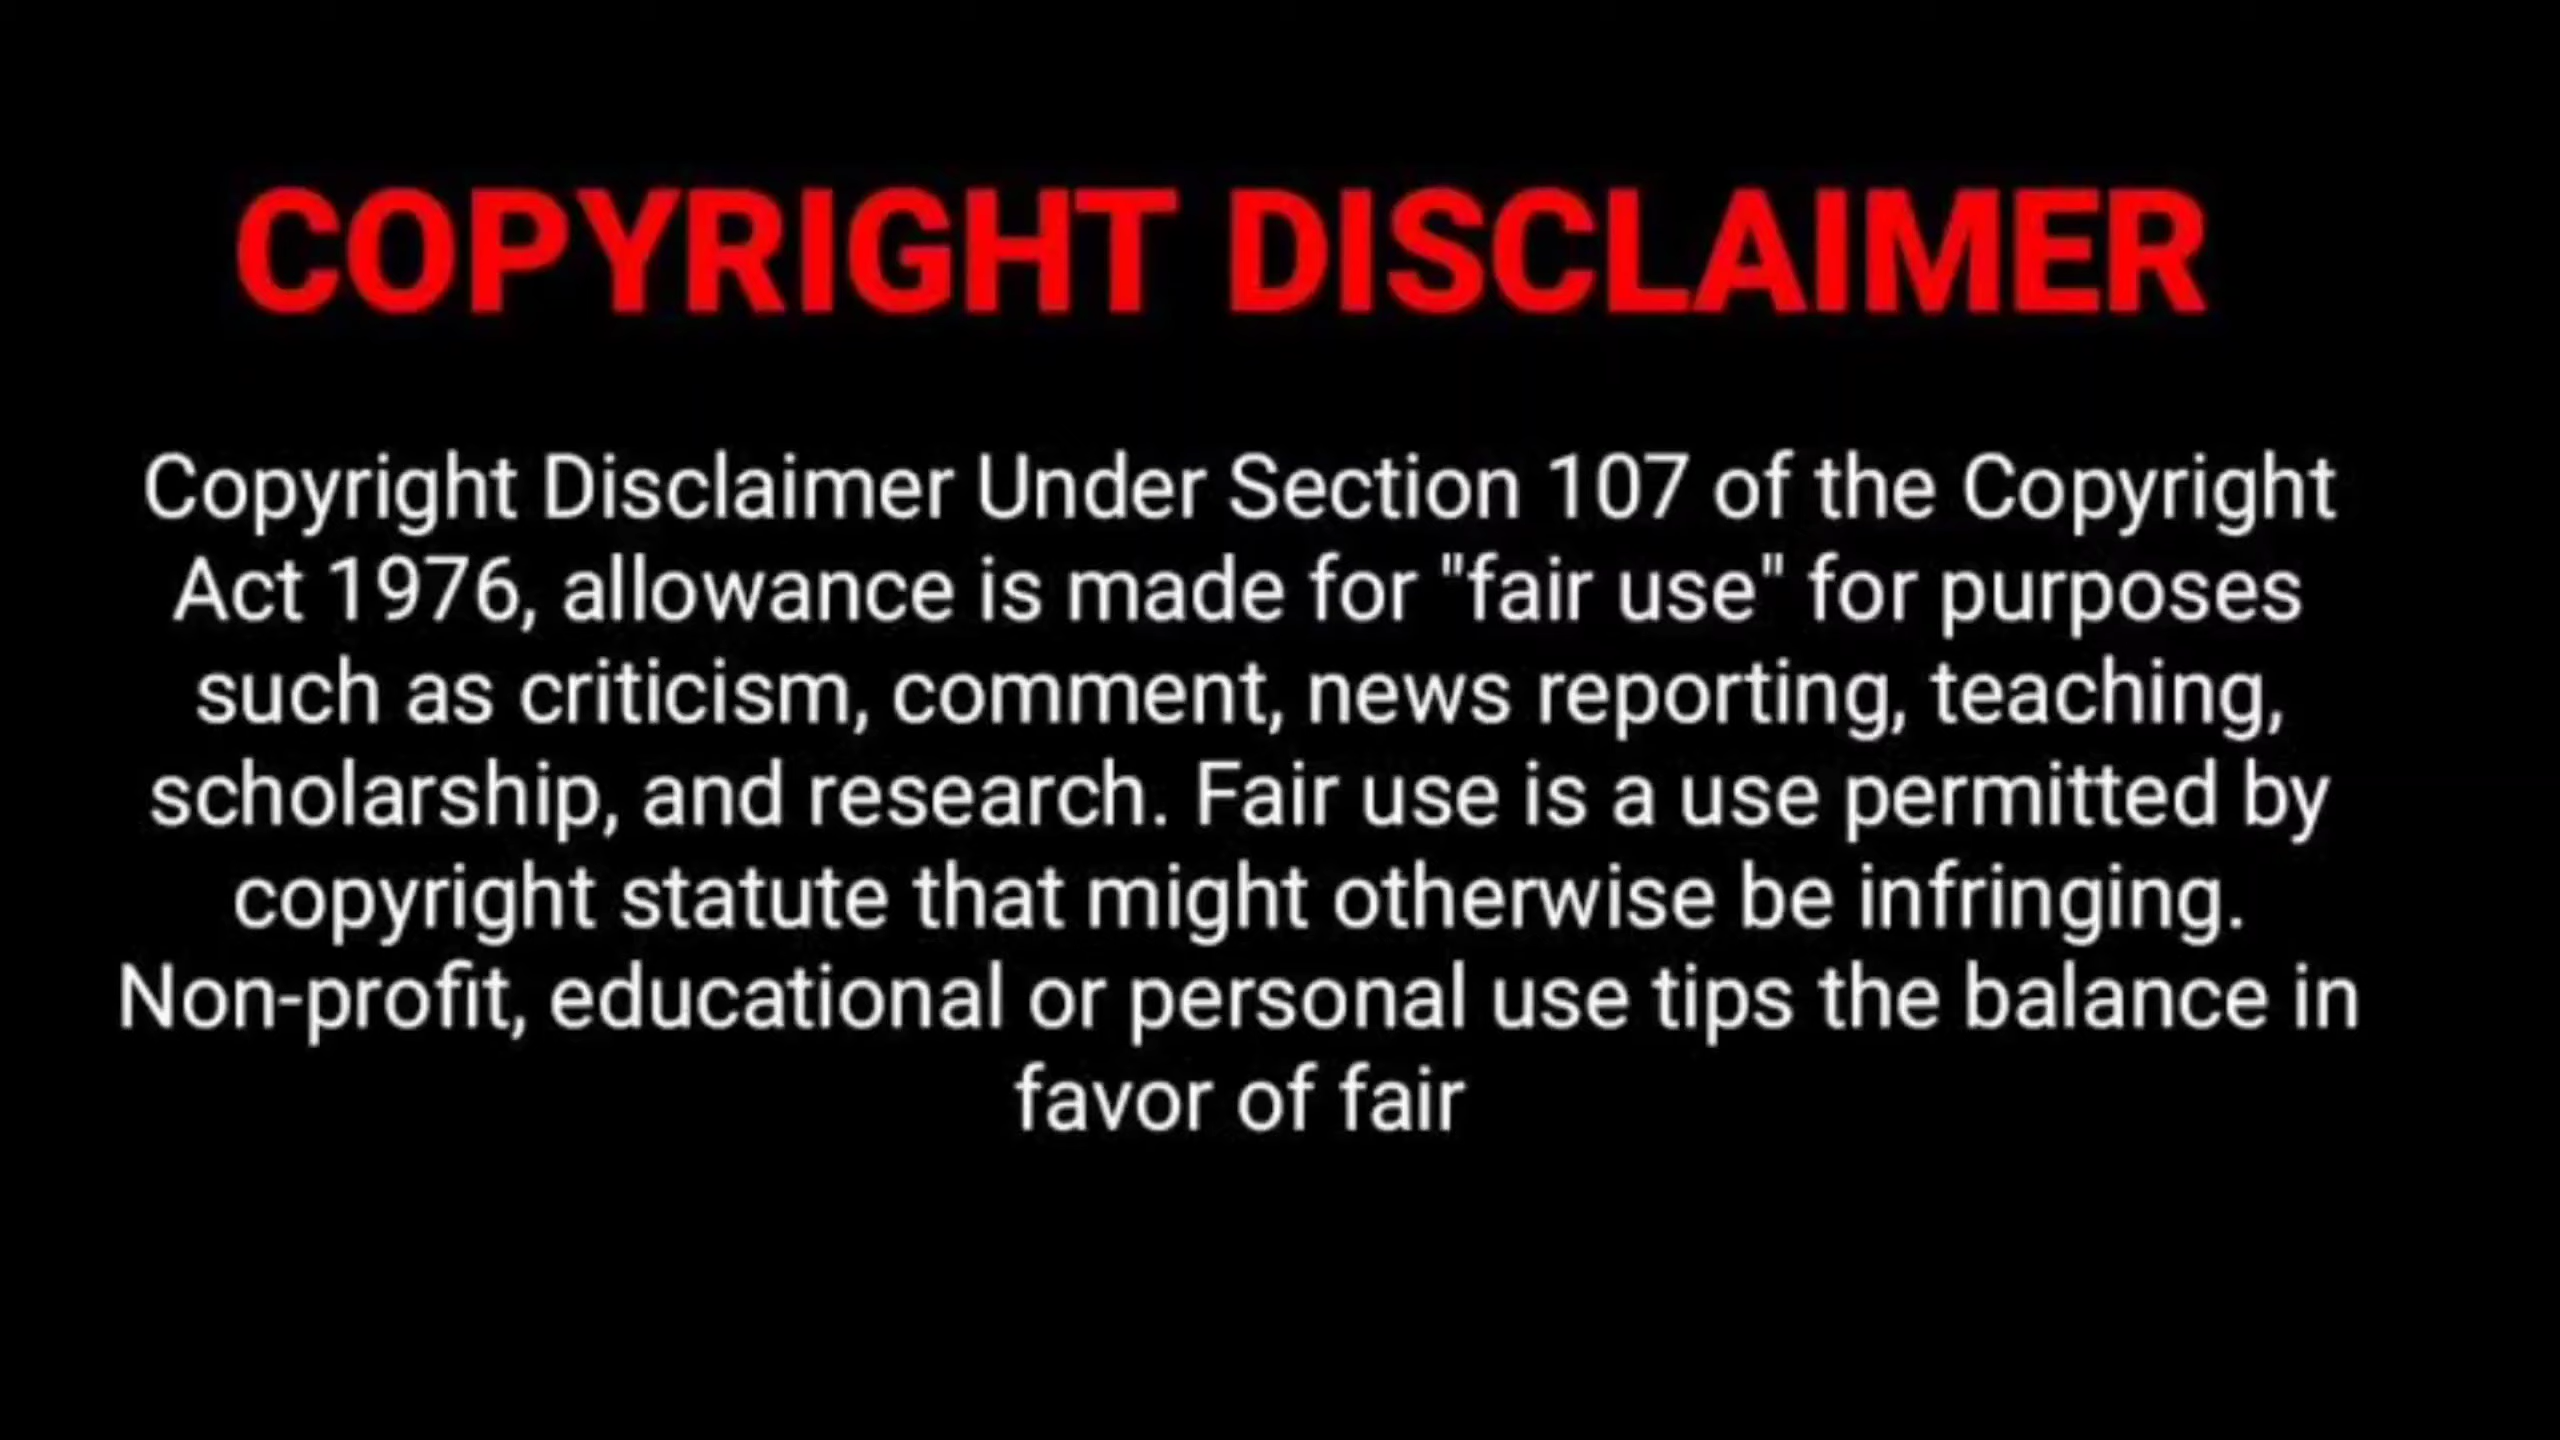 COPYRIGHT DISCLAIMER
Copyright Disclaimer Under Section 107 of the Copyright
Act 1976, allowance is made for "fair use" for purposes
such as criticism, comment, news reporting, teaching,
scholarship, and research. Fair use is a use permitted by
copyright statute that might otherwise be infringing.
Non-profit, educational or personal use tips the balance in
favor of fair